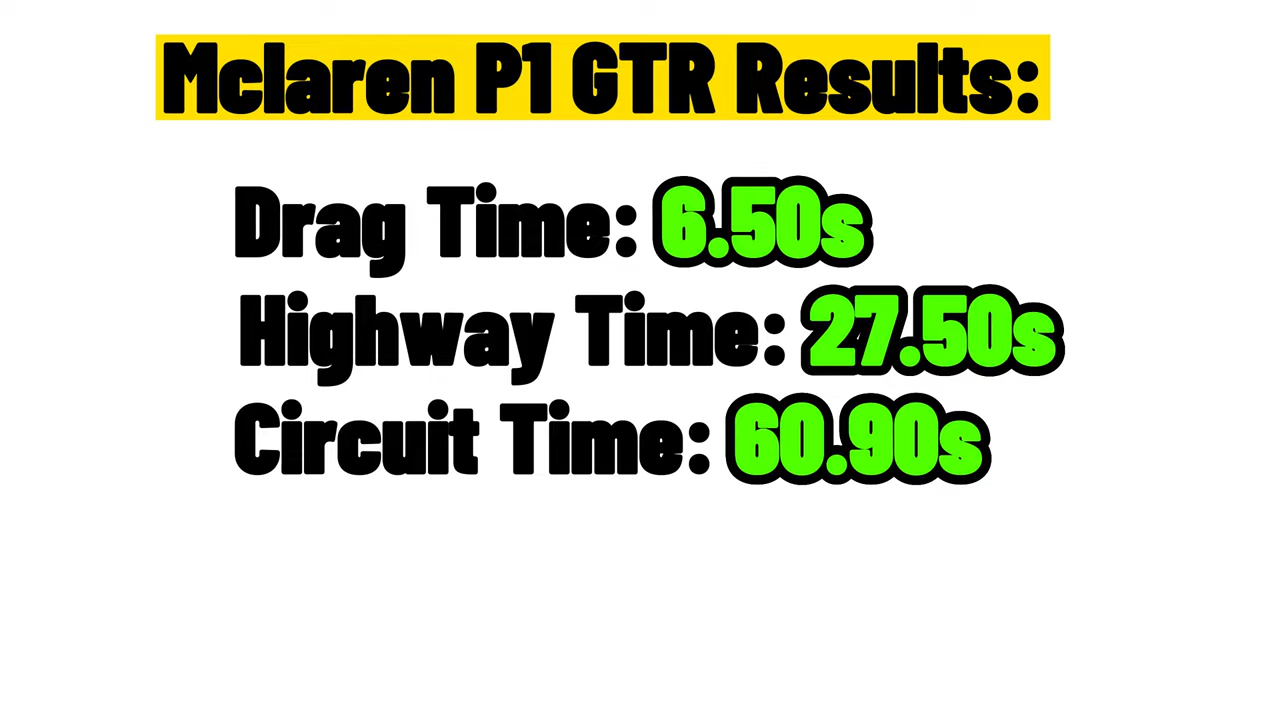 Mclaren P1 GTR Results:
Drag Time: 6.50s
Highway Time: 27.50s
Circuit Time: 60.90s